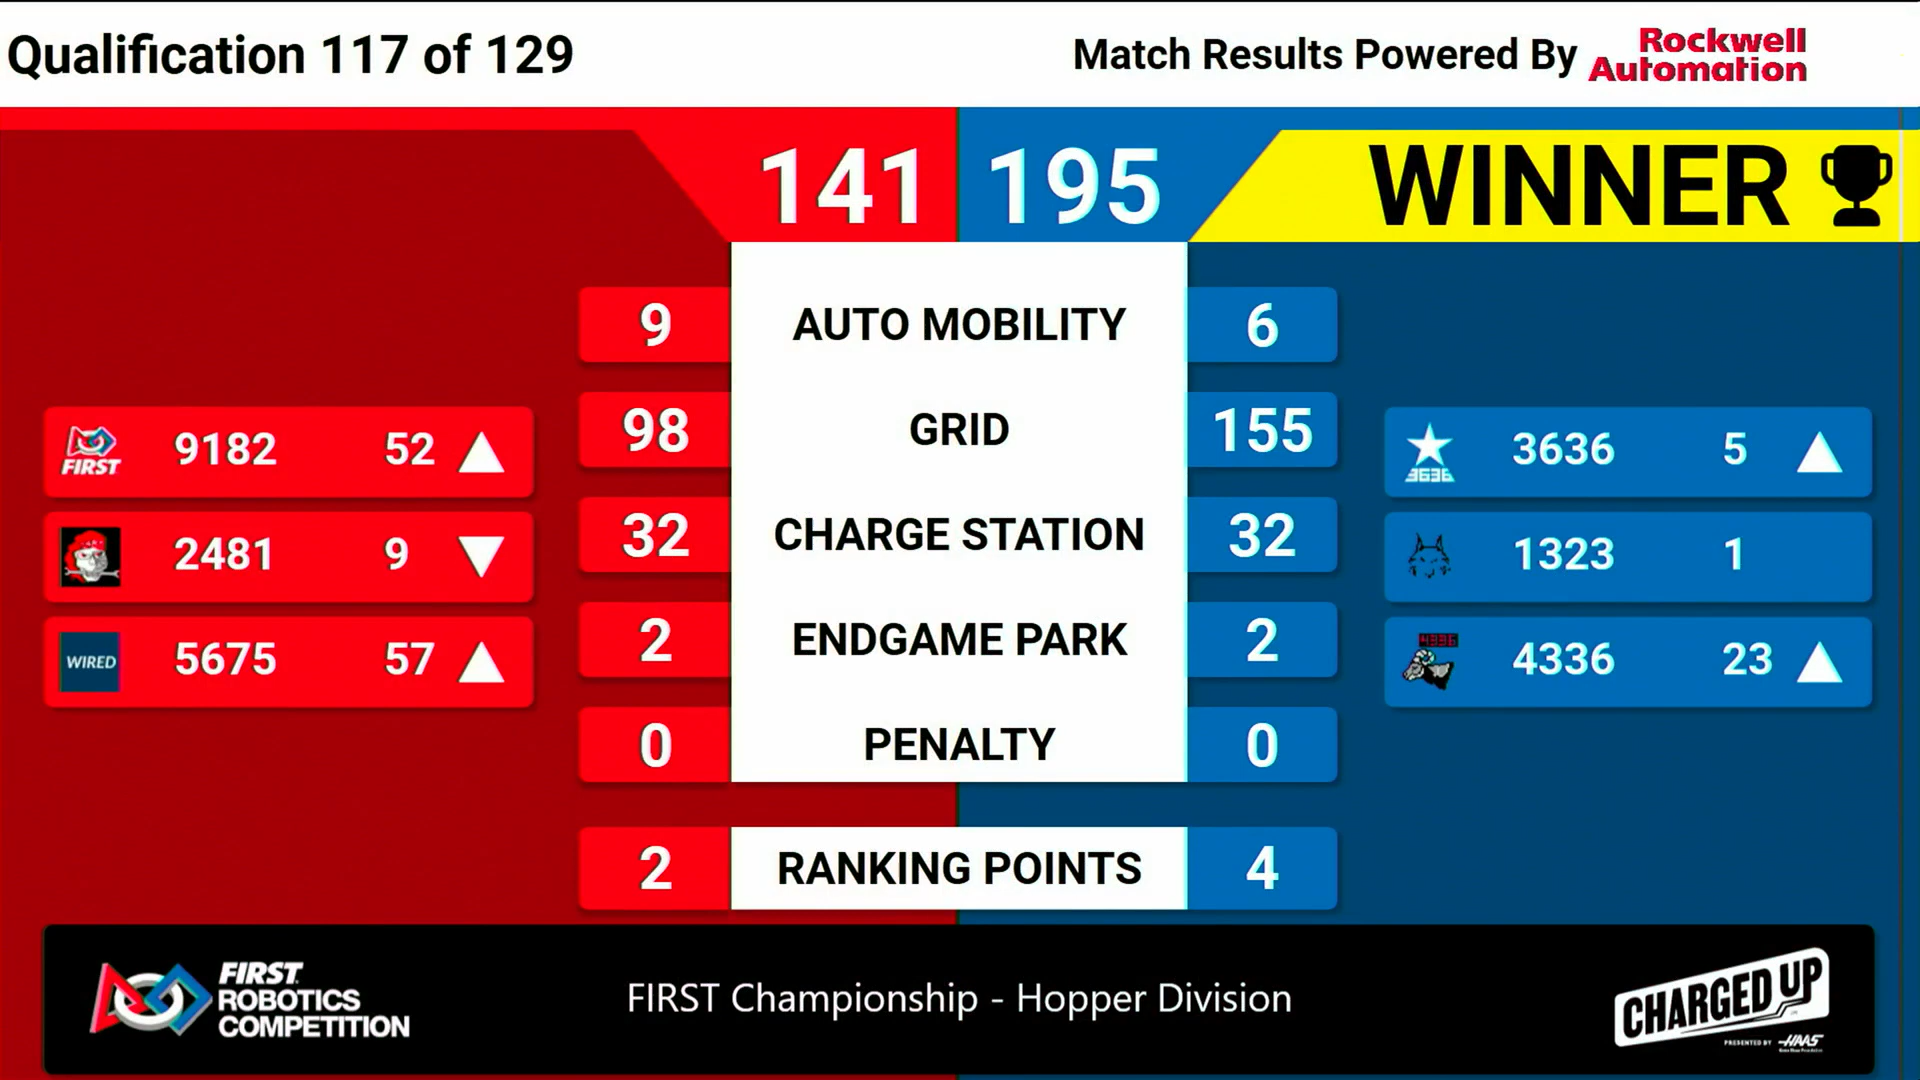 Qualification 117 of 129
Match Results Powered By
Rockwell
Automation
141 195 WINNER
9 AUTO MOBILITY 6
98 GRID 155
32 CHARGE STATION 32
2 ENDGAME PARK 2
0 PENALTY 0
2 RANKING POINTS 4
FIRST 9182 52
2481 9
WIRED 5675 57
3636 3636 5
1323 1
4336 4336 23
FIRST
ROBOTICS
COMPETITION
FIRST Championship - Hopper Division
CHARGED UP
PRESENTED BY HAAS